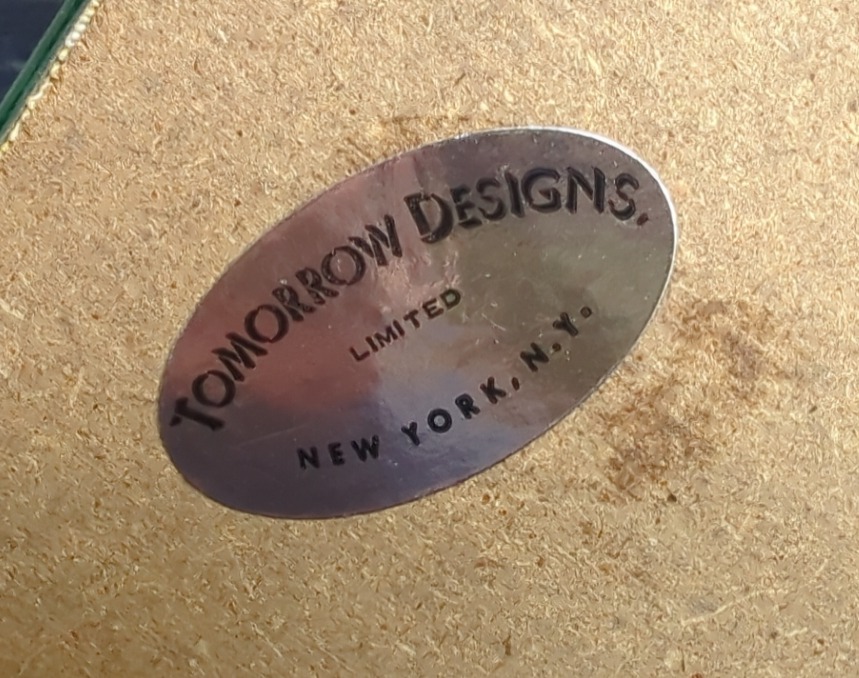 TOMORROW DESIGNS,
LIMITED
NEW YORK, N.Y.